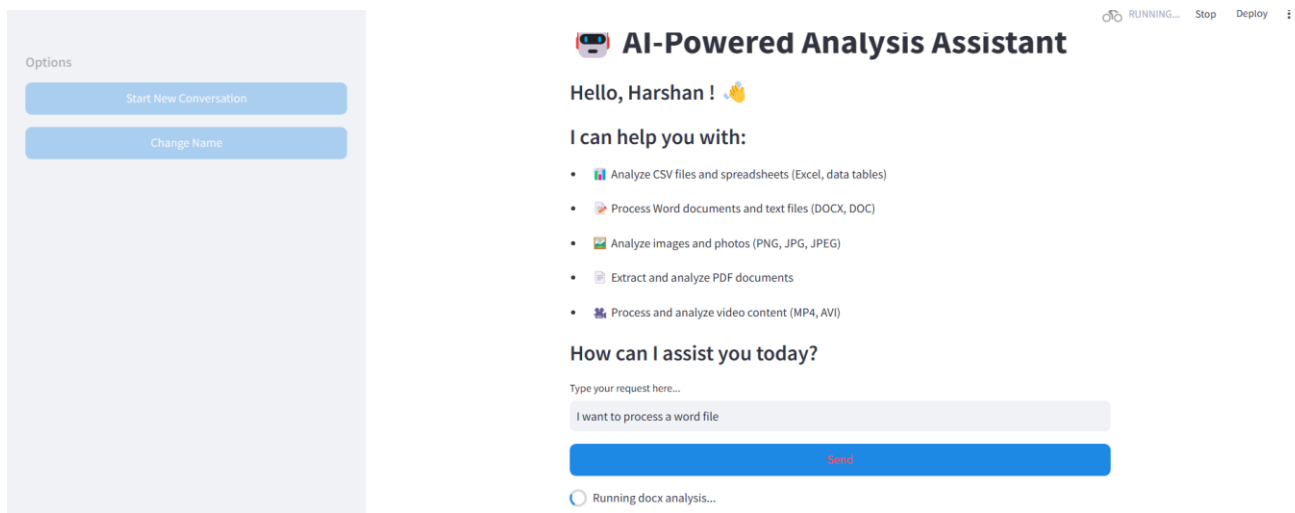 RUNNING... Stop Deploy
Options
Start New Conversation
Change Name
AI-Powered Analysis Assistant
Hello, Harshan !
I can help you with:
Analyze CSV files and spreadsheets (Excel, data tables)
Process Word documents and text files (DOCX, DOC)
Analyze images and photos (PNG, JPG, JPEG)
Extract and analyze PDF documents
Process and analyze video content (MP4, AVI)
How can I assist you today?
Type your request here...
I want to process a word file
Send
Running docx analysis...